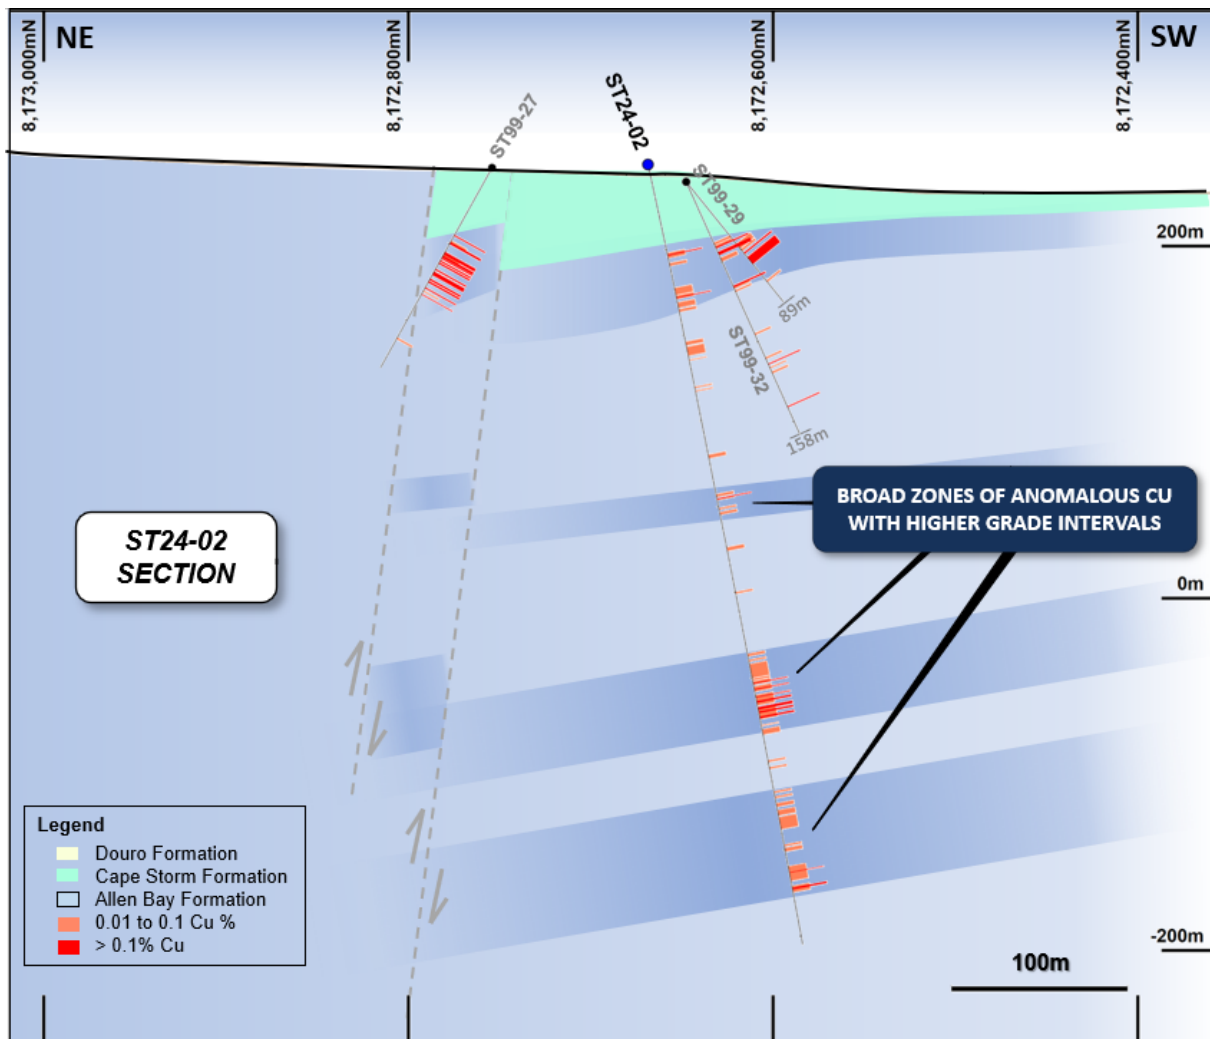 NE
SW
8,173,000mN
8,172,800mN
8,172,600mN
8,172,400mN
ST99-27
ST24-02
ST99-29
200m
89m
ST99-32
158m
BROAD ZONES OF ANOMALOUS CU
WITH HIGHER GRADE INTERVALS
ST24-02
SECTION
0m
Legend
Douro Formation
Cape Storm Formation
Allen Bay Formation
0.01 to 0.1 Cu %
> 0.1% Cu
-200m
100m